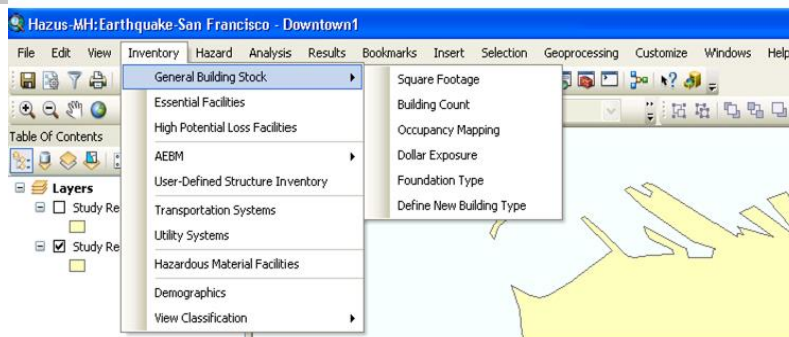 Hazus-MH:Earthquake-San Francisco - Downtown1
File Edit View Inventory Hazard Analysis Results Bookmarks Insert Selection Geoprocessing Customize Windows Help
General Building Stock
Essential Facilities
High Potential Loss Facilities
AEBM
User-Defined Structure Inventory
Transportation Systems
Utility Systems
Hazardous Material Facilities
Demographics
View Classification
Square Footage
Building Count
Occupancy Mapping
Dollar Exposure
Foundation Type
Define New Building Type
Table Of Contents
Layers
Study Re
Study Re